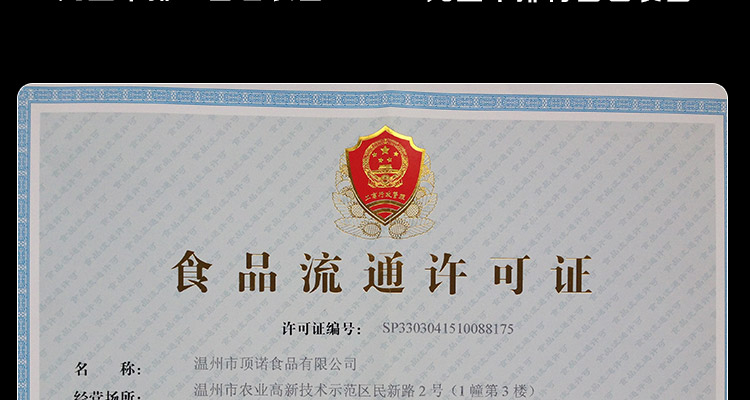 工商行政管理
食品流通许可证
许可证编号: SP3303041510088175
名 称: 温州市顶诺食品有限公司
经营场所: 温州市农业高新技术示范区民新路2号(1幢第3楼)